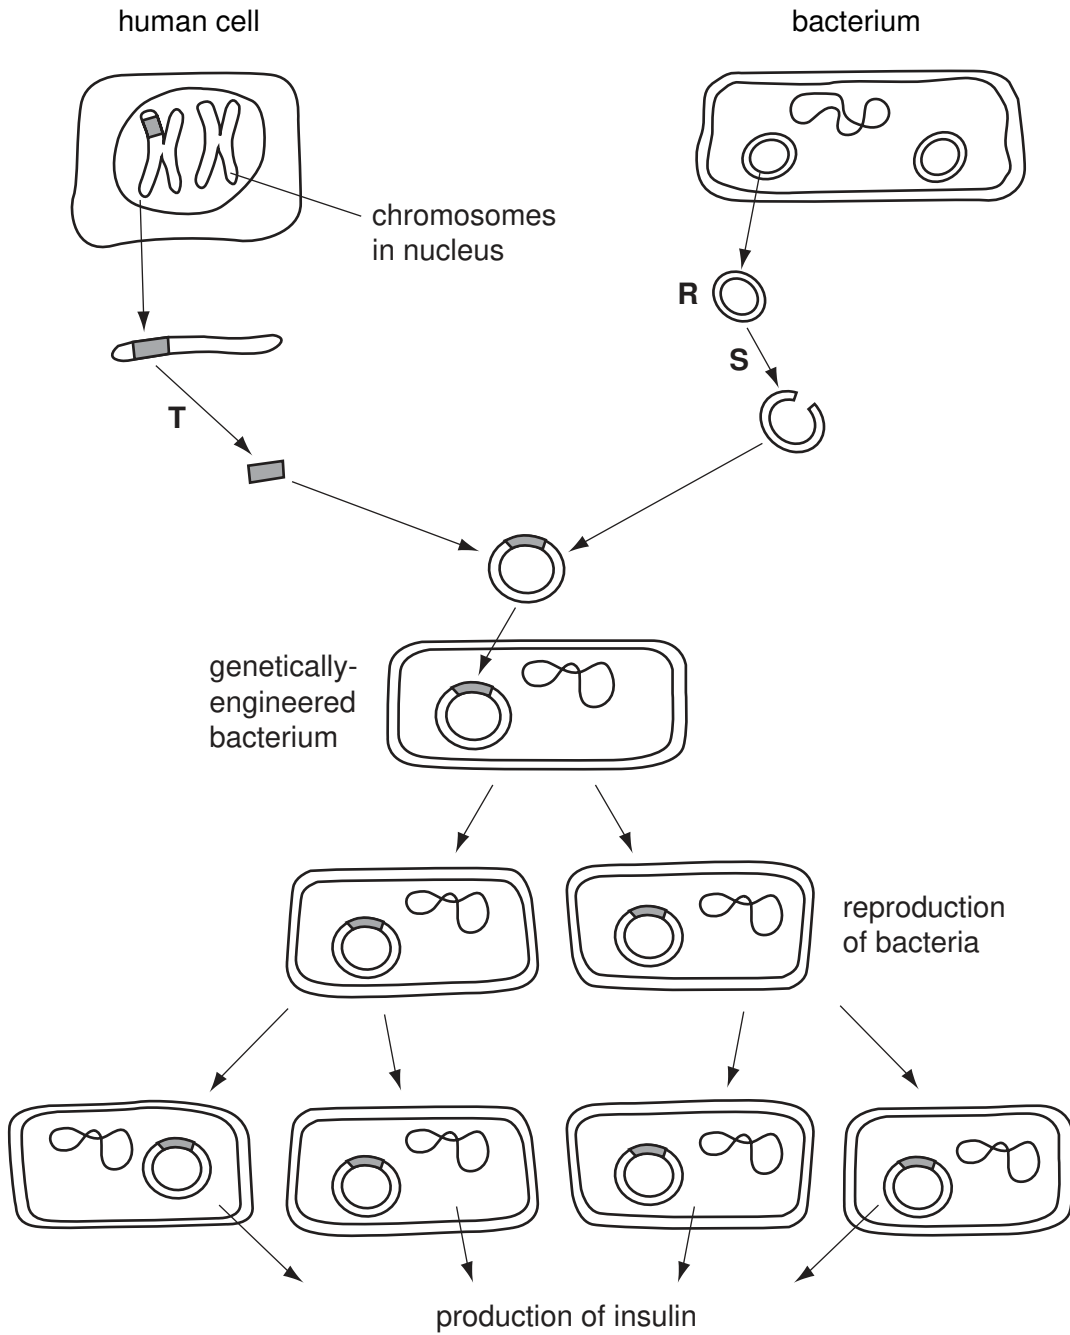 human cell
bacterium
chromosomes
in nucleus
R
S
T
genetically-
engineered
bacterium
reproduction
of bacteria
production of insulin